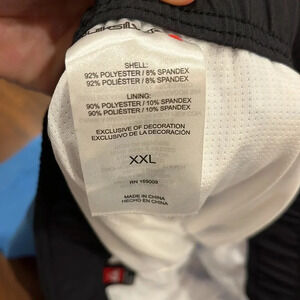 SHELL:
92% POLYESTER / 8% SPANDEX
92% POLIÉSTER / 8% SPANDEX
LINING:
90% POLYESTER / 10% SPANDEX
90% POLIÉSTER / 10% SPANDEX
EXCLUSIVE OF DECORATION
EXCLUSIVO DE LA DECORACIÓN
XXL
RN 169009
MADE IN CHINA
HECHO EN CHINA